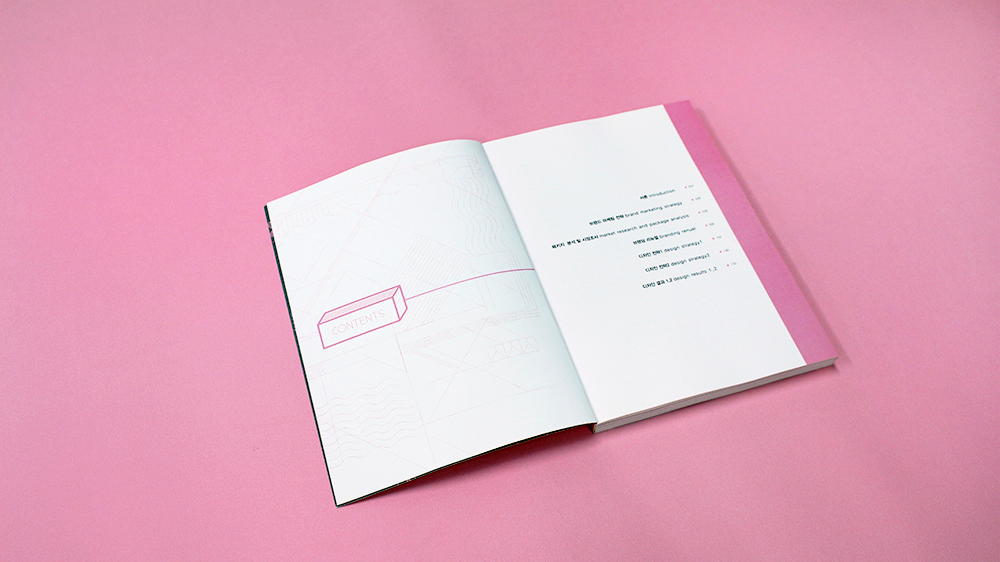 CONTENTS
서론 introduction
브랜드 마케팅 전략 brand marketing strategy
패키지 분석 및 시장조사 market research and package analysis
브랜딩 리뉴얼 branding renual
디자인 전략1 design strategy1
디자인 전략2 design strategy2
디자인 결과 1,2 design results 1_2